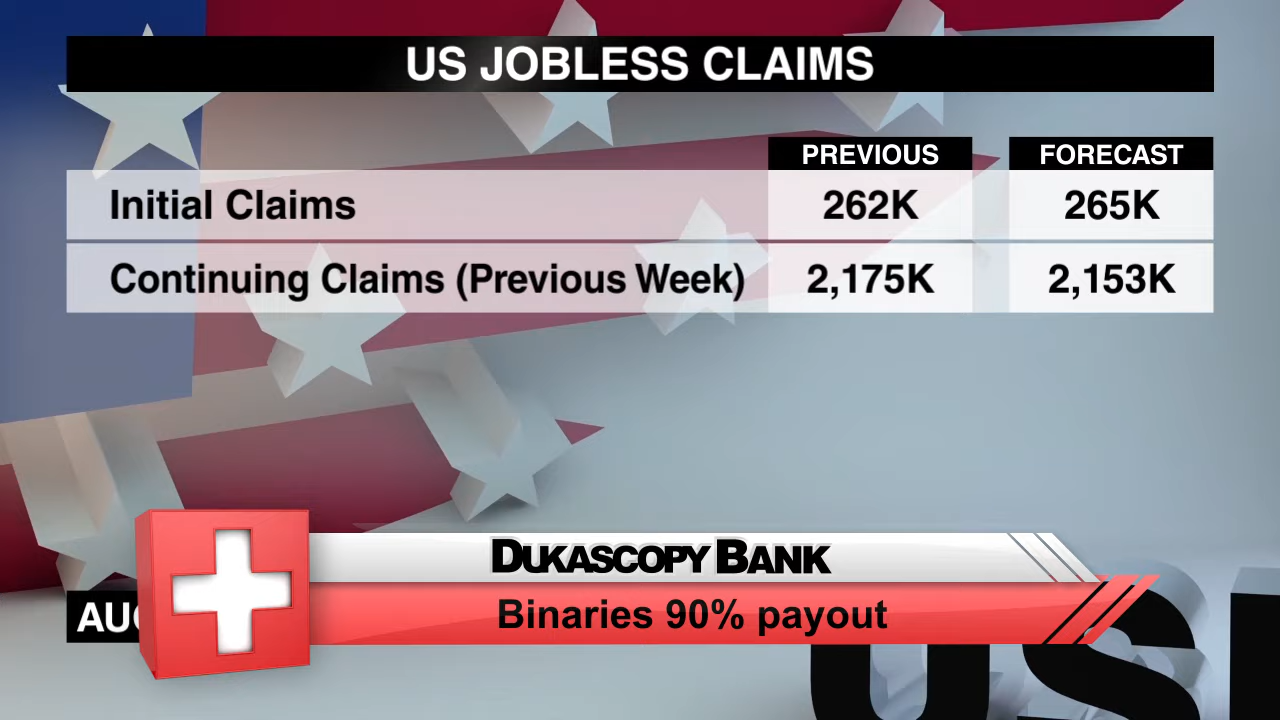 US JOBLESS CLAIMS
PREVIOUS FORECAST
Initial Claims 262K 265K
Continuing Claims (Previous Week) 2,175K 2,153K
DUKASCOPY BANK
Binaries 90% payout